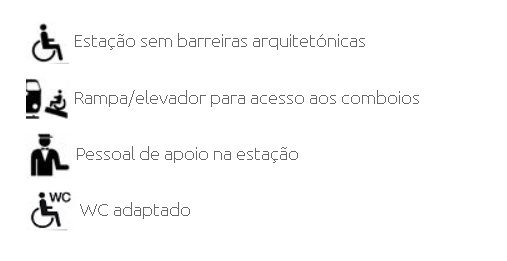 Estação sem barreiras arquitetónicas
Rampa/elevador para acesso aos comboios
Pessoal de apoio na estação
WC
WC adaptado